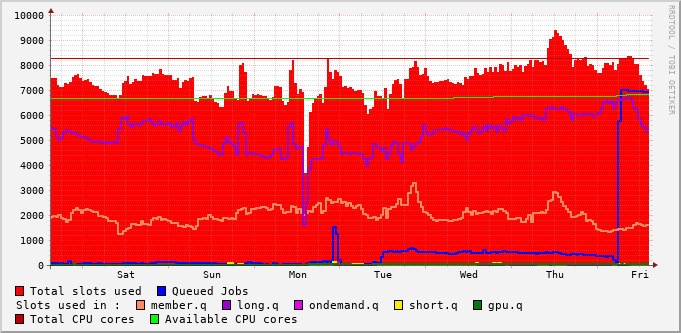 10000
9000
8000
7000
6000
5000
4000
3000
2000
1000
0
Sat Sun Mon Tue Wed Thu Fri
Total slots used Queued Jobs
Slots used in : member.q long.q ondemand.q short.q gpu.q
Total CPU cores Available CPU cores
RRDTOOL / TOBI OETIKER